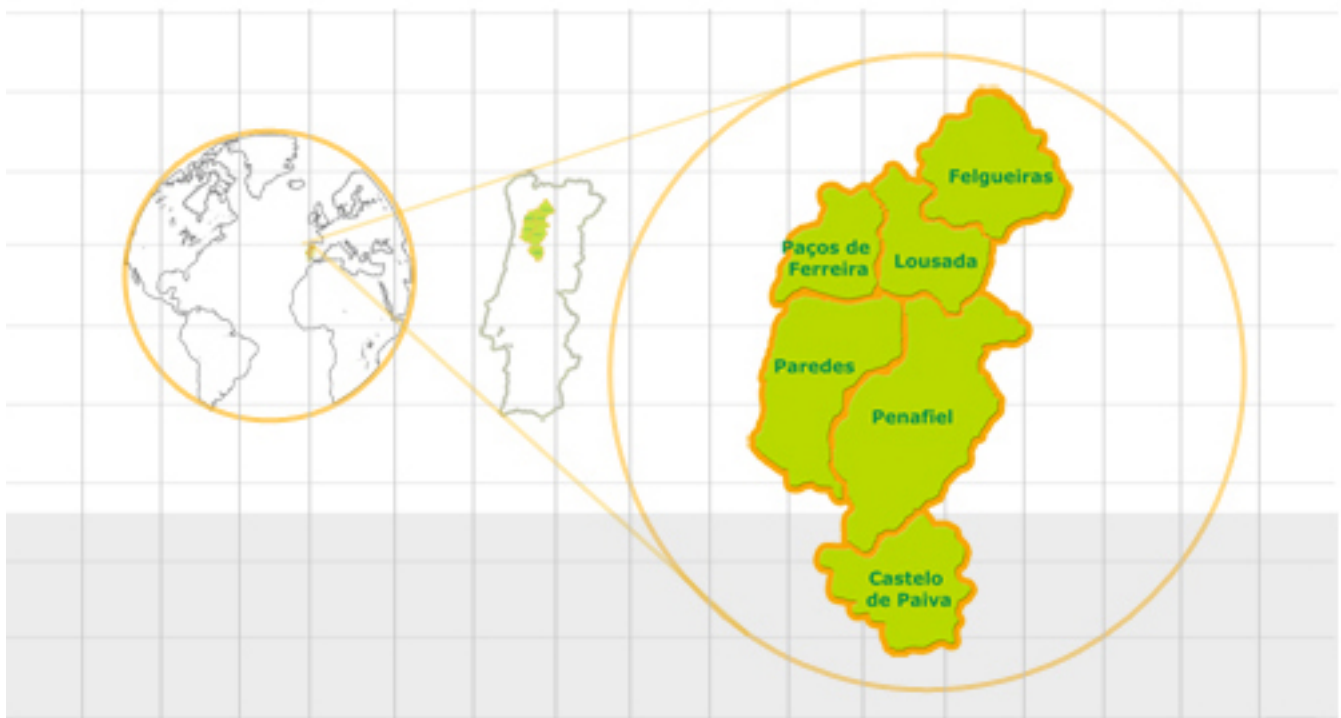 Felgueiras
Paços de
Ferreira
Lousada
Paredes
Penafiel
Castelo
de Paiva